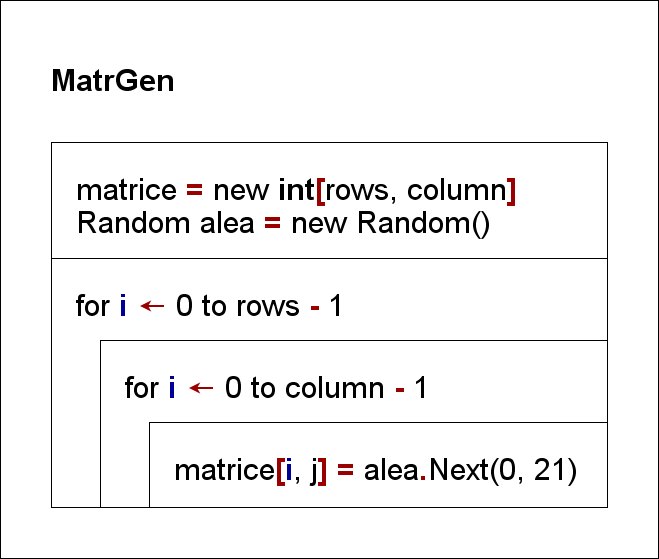 MatrGen
matrice = new int[rows, column]
Random alea = new Random()
for i ← 0 to rows - 1
for i ← 0 to column - 1
matrice[i, j] = alea.Next(0, 21)